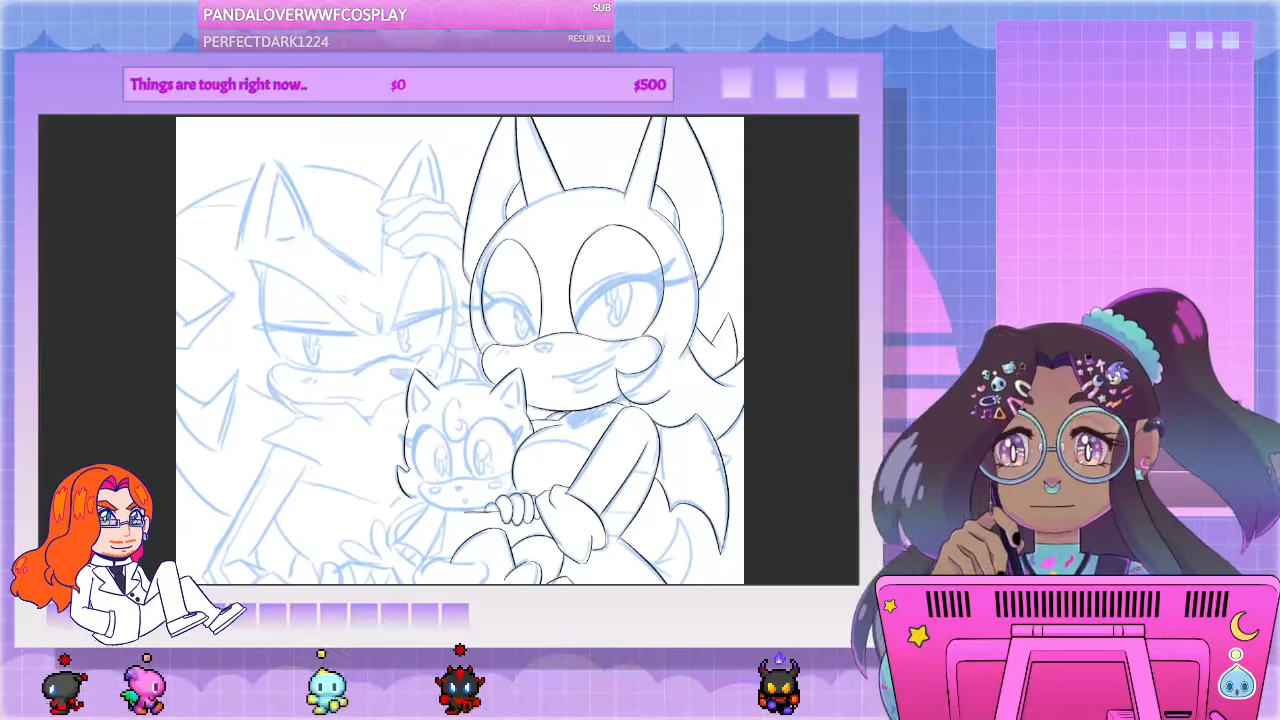 PANDALOVERWWFCOSPLAY SUB
PERFECTDARK1224 RESUB X11
Things are tough right now.. $0 $500